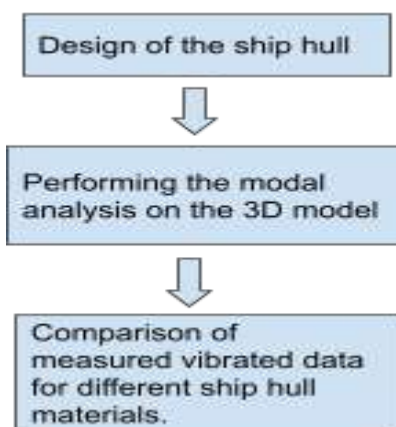 Design of the ship hull
Performing the modal
analysis on the 3D model
Comparison of
measured vibrated data
for different ship hull
materials.